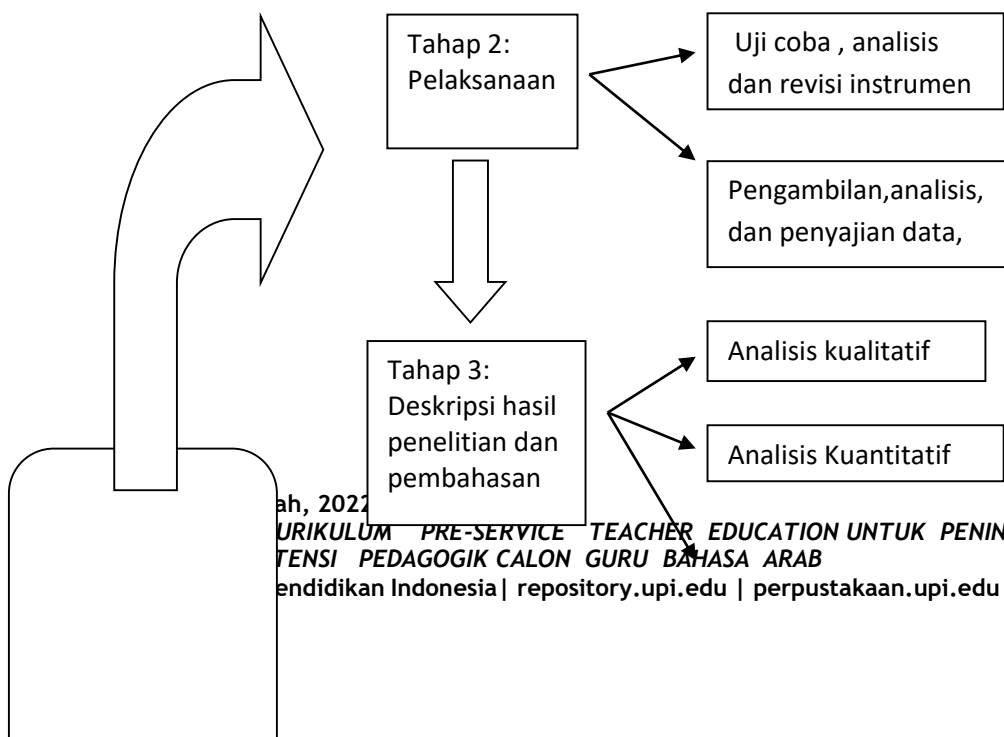 Tahap 2:
Pelaksanaan
Uji coba , analisis
dan revisi instrumen
Pengambilan,analisis,
dan penyajian data,
Tahap 3:
Deskripsi hasil
penelitian dan
pembahasan
Analisis kualitatif
Analisis Kuantitatif
ah, 2022
URIKULUM PRE-SERVICE TEACHER EDUCATION UNTUK PENIN
TENSI PEDAGOGIK CALON GURU BAHASA ARAB
endidikan Indonesia| repository.upi.edu | perpustakaan.upi.edu